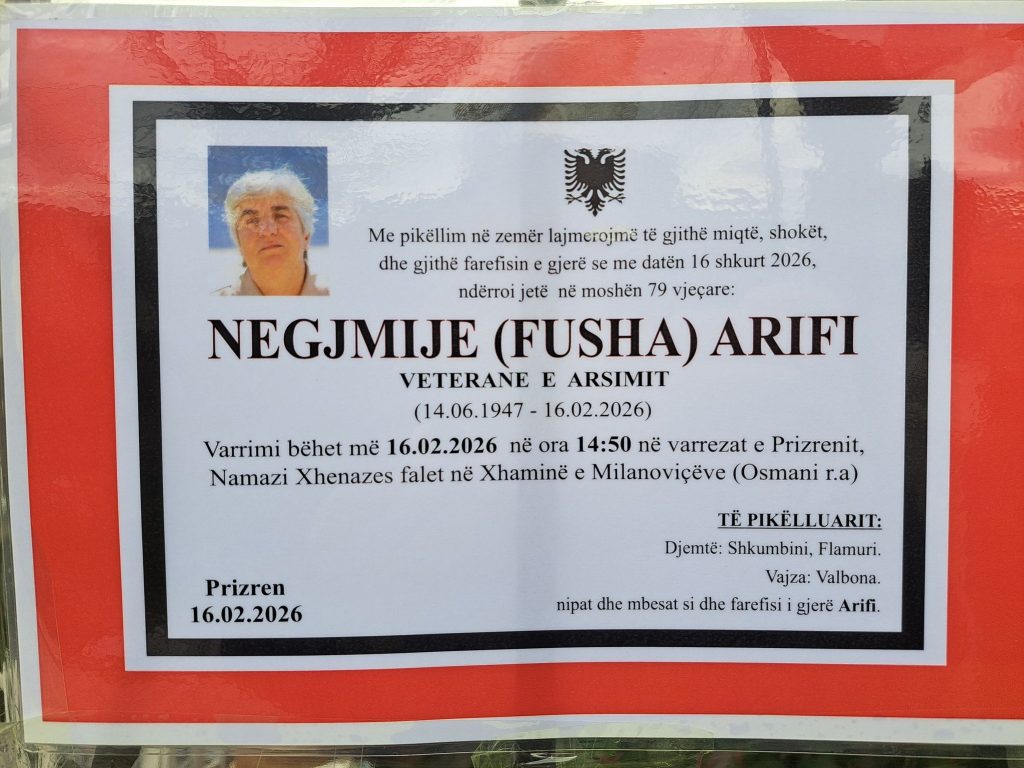 Me pikëllim në zemër lajmerojmë të gjithë miqtë, shokët,
dhe gjithë farefisin e gjerë se me datën 16 shkurt 2026,
ndërroi jetë në moshën 79 vjeçare:
NEGJMIJE (FUSHA) ARIFI
VETERANE E ARSIMIT
(14.06.1947 - 16.02.2026)
Varrimi bëhet më 16.02.2026 në ora 14:50 në varrezat e Prizrenit,
Namazi Xhenazes falet në Xhaminë e Milanoviçëve (Osmani r.a)
TË PIKËLLUARIT:
Djemtë: Shkumbini, Flamuri.
Vajza: Valbona.
nipat dhe mbesat si dhe farefisi i gjerë Arifi.
Prizren
16.02.2026